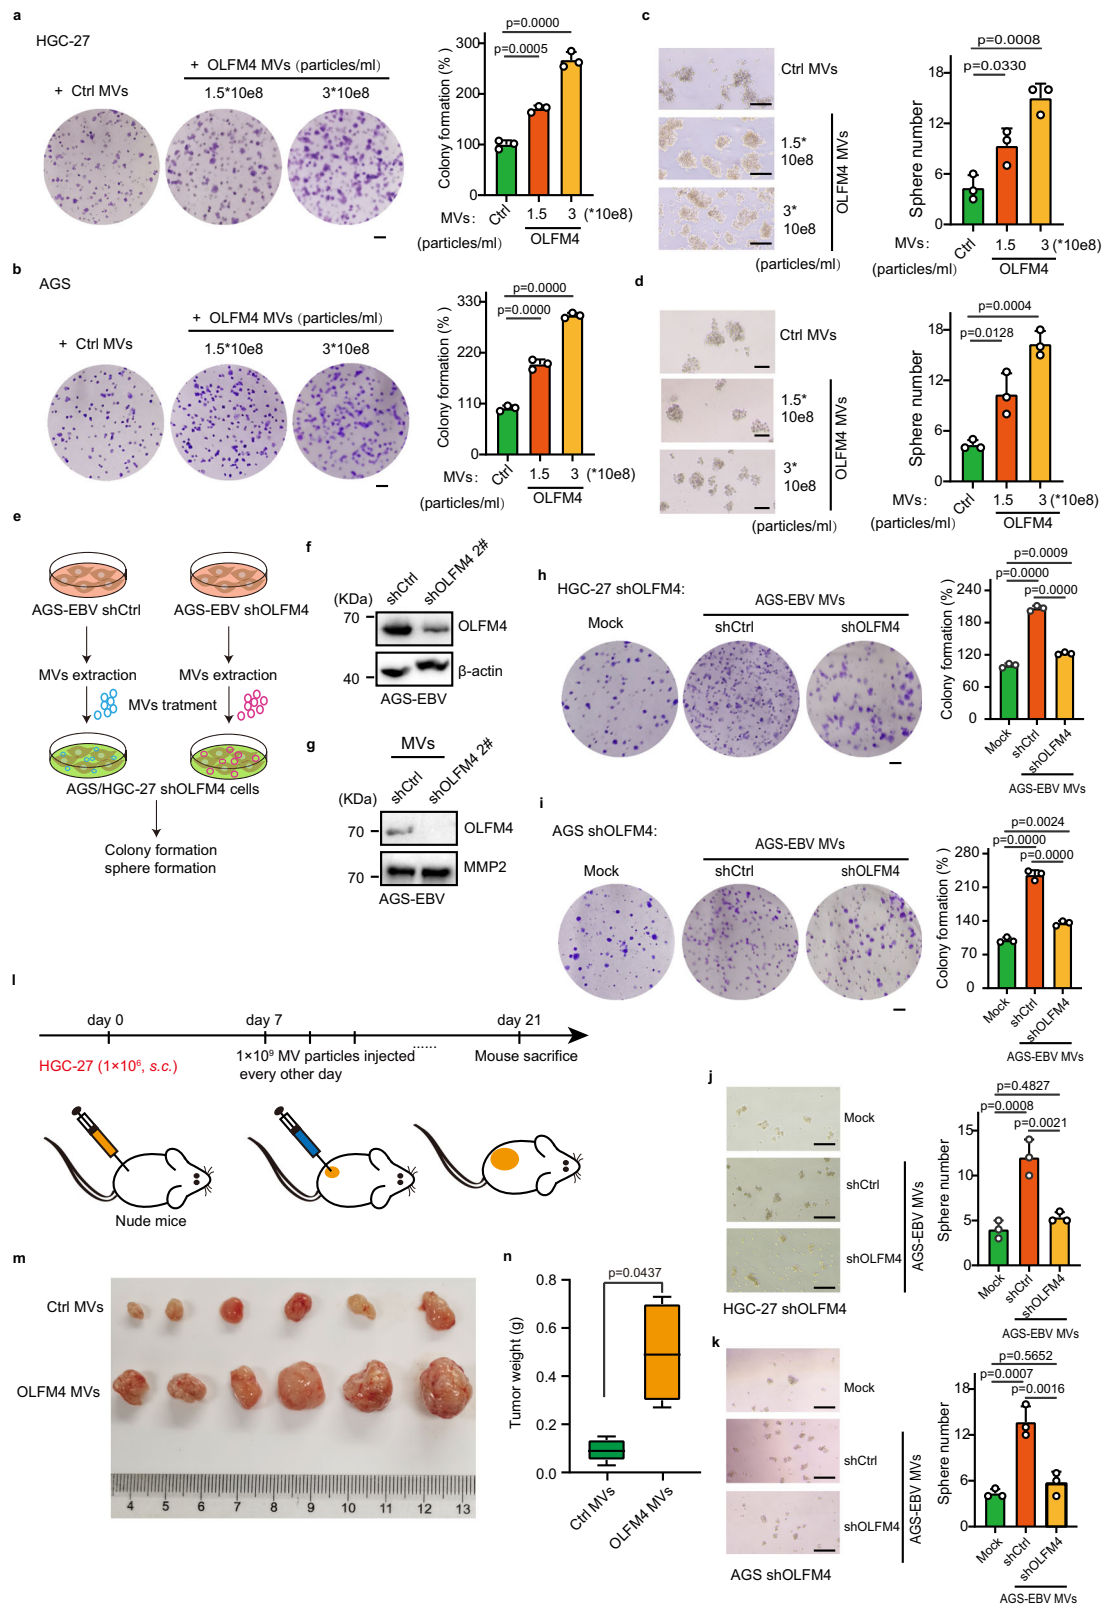 a
HGC-27
+ OLFM4 MVs (particles/ml)
+ Ctrl MVs
1.5*10e8
3*10e8
Colony formation (%)
300
200
100
0
p=0.0000
p=0.0005
MVs:
Ctrl
1.5
3
(*10e8)
(particles/ml)
OLFM4
b
AGS
+ OLFM4 MVs (particles/ml)
+ Ctrl MVs
1.5*10e8
3*10e8
Colony formation (%)
330
220
110
0
p=0.0000
p=0.0000
MVs:
Ctrl
1.5
3
(*10e8)
(particles/ml)
OLFM4
c
Ctrl MVs
1.5*
10e8
3*
10e8
OLFM4 MVs
(particles/ml)
Sphere number
18
12
6
0
p=0.0008
p=0.0330
MVs:
Ctrl
1.5
3
(*10e8)
(particles/ml)
OLFM4
d
Ctrl MVs
1.5*
10e8
3*
10e8
OLFM4 MVs
(particles/ml)
Sphere number
18
12
6
0
p=0.0004
p=0.0128
MVs:
Ctrl
1.5
3
(*10e8)
(particles/ml)
OLFM4
e
AGS-EBV shCtrl
AGS-EBV shOLFM4
MVs extraction
MVs extraction
MVs tratment
AGS/HGC-27 shOLFM4 cells
Colony formation
sphere formation
f
shCtrl
shOLFM4 2#
(KDa)
70
OLFM4
40
β-actin
AGS-EBV
g
MVs
shCtrl
shOLFM4 2#
(KDa)
70
OLFM4
70
MMP2
AGS-EBV
h
HGC-27 shOLFM4:
AGS-EBV MVs
Mock
shCtrl
shOLFM4
Colony formation (%)
240
180
120
60
0
p=0.0009
p=0.0000
p=0.0000
Mock
shCtrl
shOLFM4
AGS-EBV MVs
i
AGS shOLFM4:
AGS-EBV MVs
Mock
shCtrl
shOLFM4
Colony formation (%)
280
210
140
70
0
p=0.0024
p=0.0000
p=0.0000
Mock
shCtrl
shOLFM4
AGS-EBV MVs
l
day 0
day 7
day 21
HGC-27 (1×10⁶, s.c.)
1×10⁹ MV particles injected
every other day
......
Mouse sacrifice
Nude mice
j
Mock
shCtrl
shOLFM4
AGS-EBV MVs
HGC-27 shOLFM4
Sphere number
15
10
5
0
p=0.4827
p=0.0008
p=0.0021
Mock
shCtrl
shOLFM4
AGS-EBV MVs
k
Mock
shCtrl
shOLFM4
AGS-EBV MVs
AGS shOLFM4
Sphere number
18
12
6
0
p=0.5652
p=0.0007
p=0.0016
Mock
shCtrl
shOLFM4
AGS-EBV MVs
m
Ctrl MVs
OLFM4 MVs
4 5 6 7 8 9 10 11 12 13
n
Tumor weight (g)
0.8
0.6
0.4
0.2
0.0
p=0.0437
Ctrl MVs
OLFM4 MVs